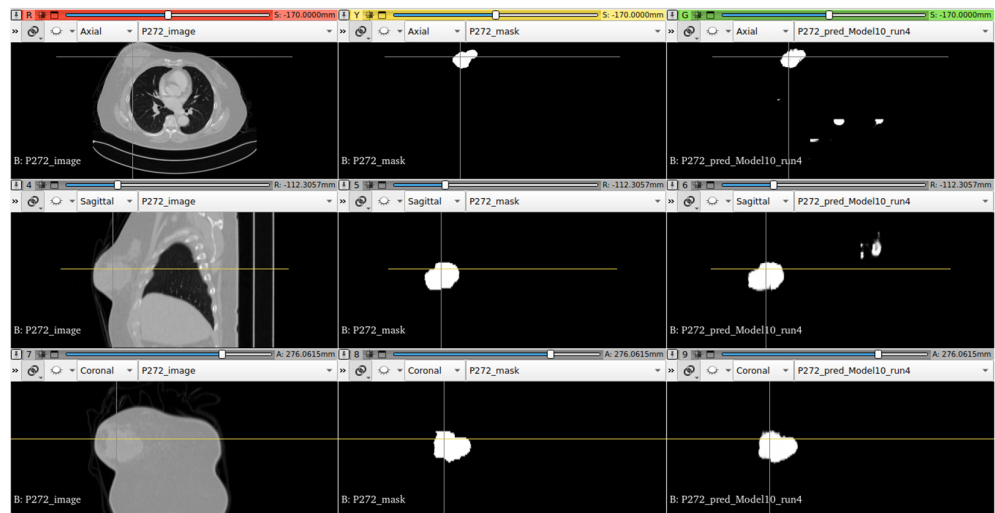 R S: -170.0000mm Y S: -170.0000mm G S: -170.0000mm
» Axial P272_image » Axial P272_mask » Axial P272_pred_Model10_run4
B: P272_image B: P272_mask B: P272_pred_Model10_run4
4 R: -112.3057mm 5 R: -112.3057mm 6 R: -112.3057mm
» Sagittal P272_image » Sagittal P272_mask » Sagittal P272_pred_Model10_run4
B: P272_image B: P272_mask B: P272_pred_Model10_run4
7 A: 276.0615mm 8 A: 276.0615mm 9 A: 276.0615mm
» Coronal P272_image » Coronal P272_mask » Coronal P272_pred_Model10_run4
B: P272_image B: P272_mask B: P272_pred_Model10_run4